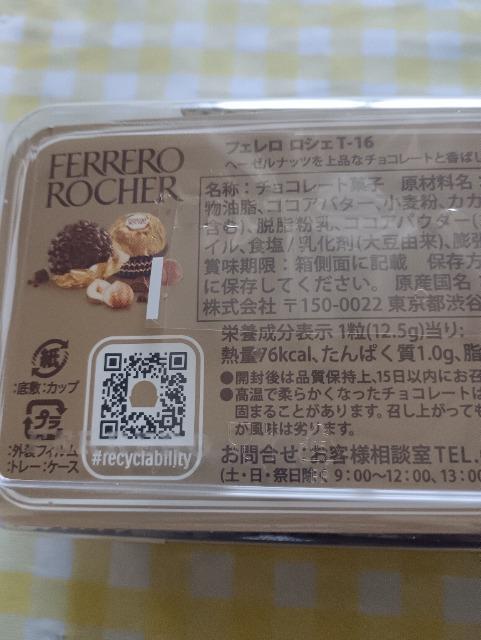 FERRERO
ROCHER
フェレロ ロシェ T-16
ヘーゼルナッツを上品なチョコレートと香ばし
名称：チョコレート菓子 原材料名：
物油脂、ココアバター、小麦粉、カカ
含む）、脱脂粉乳、ココアパウダー（
イル、食塩/乳化剤(大豆由来)、膨張
賞味期限：箱側面に記載 保存方
に保存してください。 原産国名
株式会社 〒150-0022 東京都渋谷
栄養成分表示 1粒(12.5g)当り:
熱量76kcal、たんぱく質1.0g、脂
●開封後は品質保持上、15日以内にお召
●高温で柔らかくなったチョコレートは
固まることがあります。召し上がっても
が風味は劣ります。
お問合せ：お客様相談室TEL.
(土・日・祭日除く 9：00〜12：00、13：00
紙
:底敷:カップ
プラ
:外装フィルム
:トレー:ケース
#recyclability